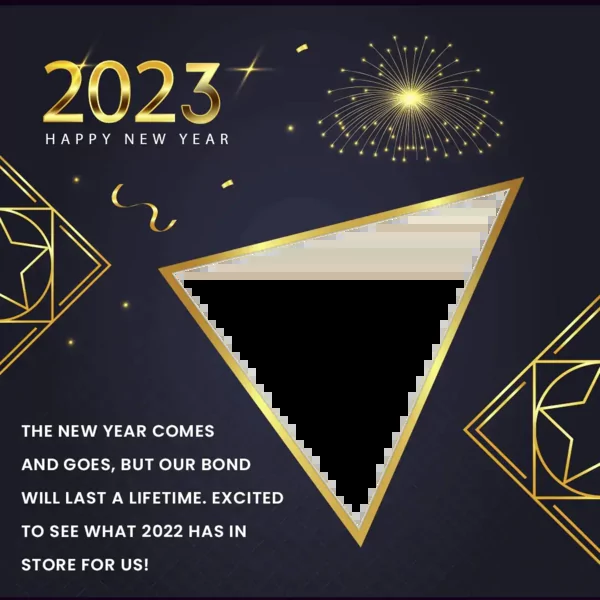 2023
HAPPY NEW YEAR
THE NEW YEAR COMES
AND GOES, BUT OUR BOND
WILL LAST A LIFETIME. EXCITED
TO SEE WHAT 2022 HAS IN
STORE FOR US!